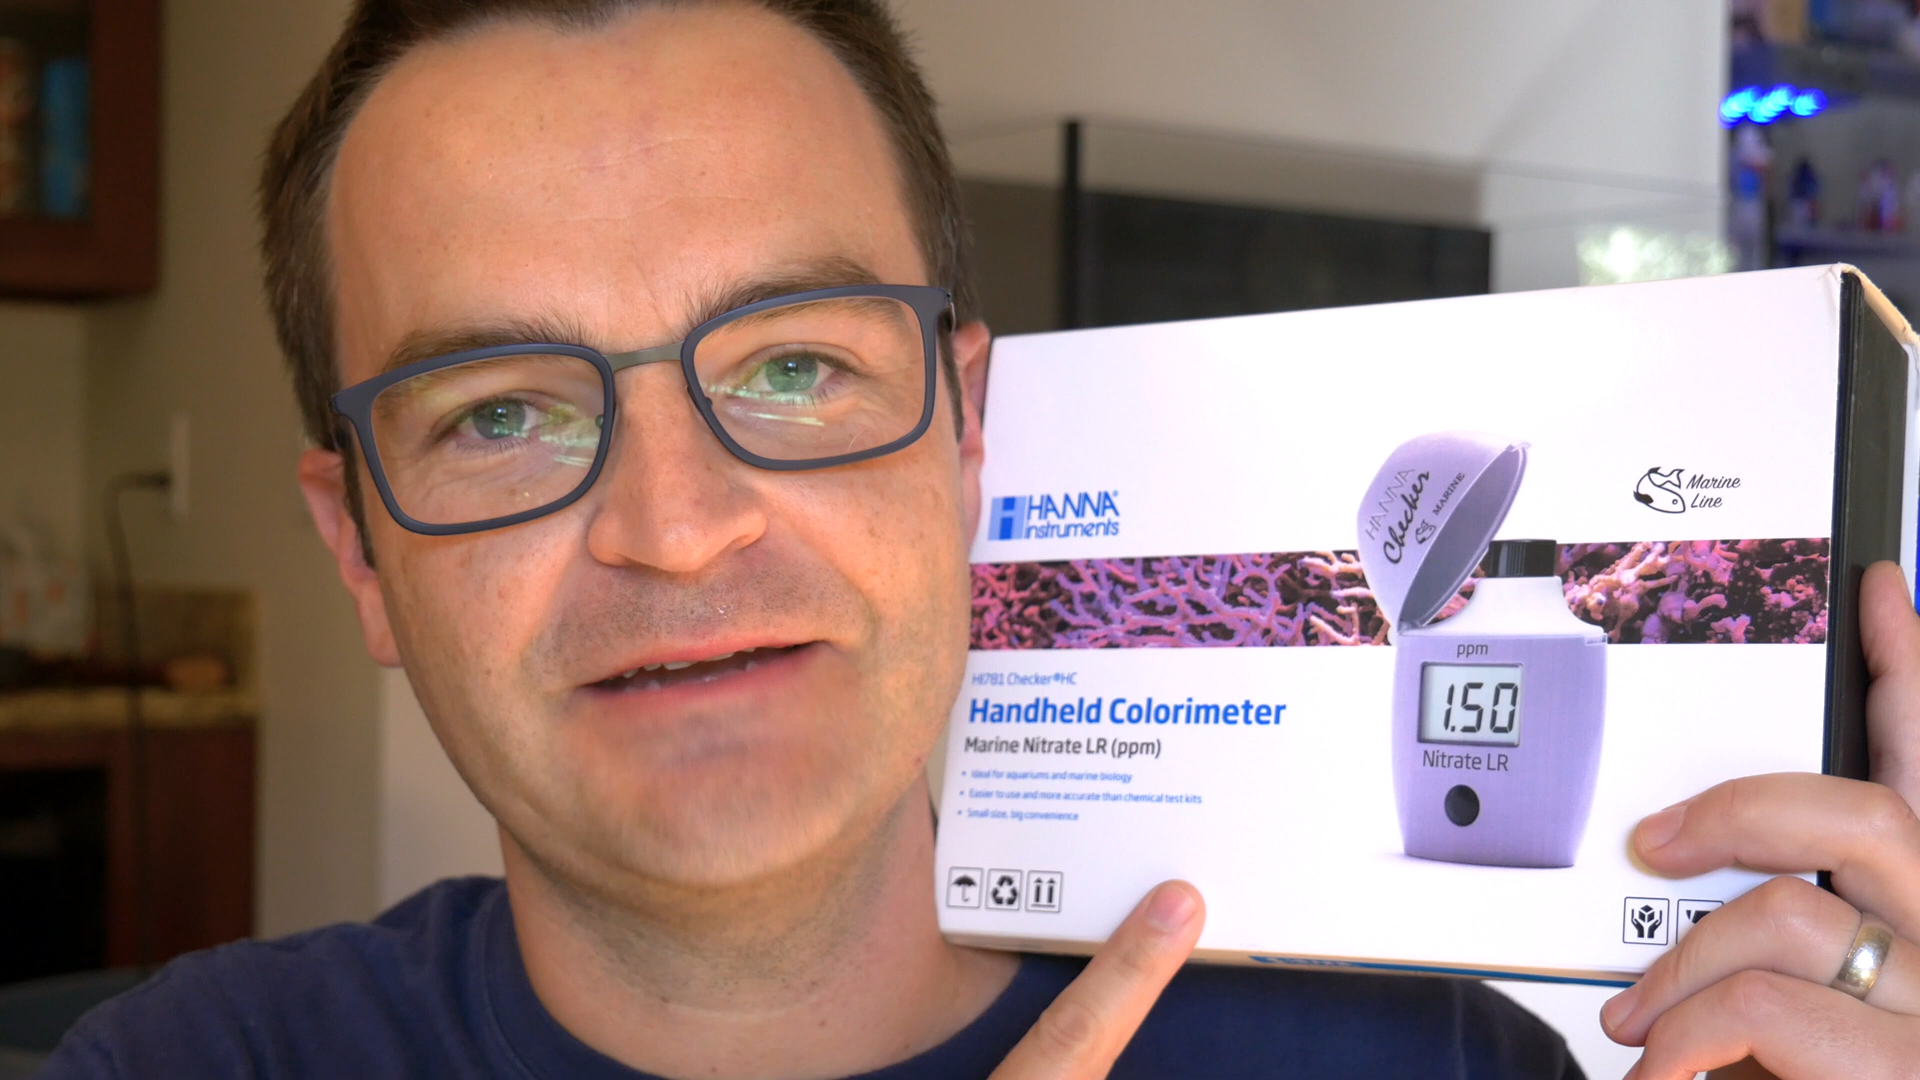 HANNA
instruments
HANNA
Checker
MARINE
Marine
Line
HI781 Checker®HC
Handheld Colorimeter
Marine Nitrate LR (ppm)
• Ideal for aquariums and marine biology
• Easier to use and more accurate than chemical test kits
• Small size, big convenience
ppm
1.50
Nitrate LR